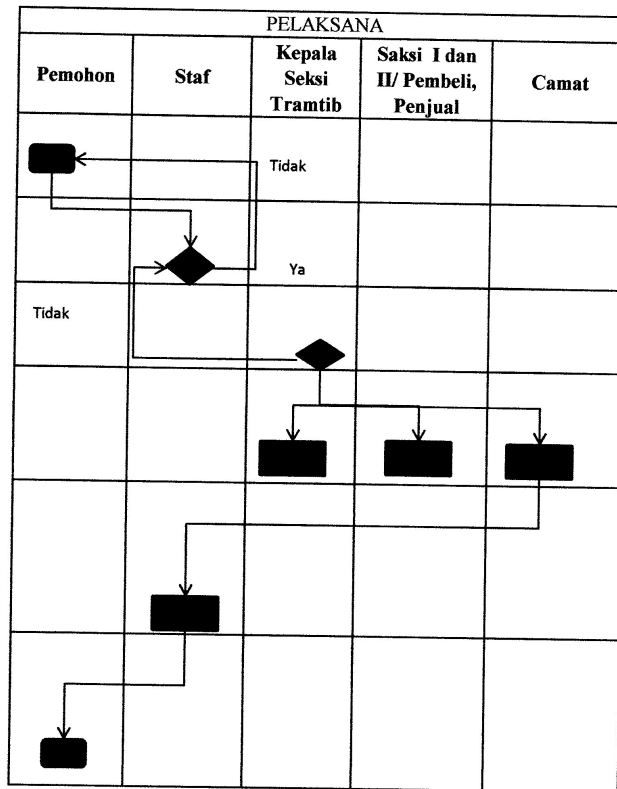 PELAKSANA
Pemohon
Staf
Kepala
Seksi
Tramtib
Saksi I dan
II/ Pembeli,
Penjual
Camat
Tidak
Ya
Tidak